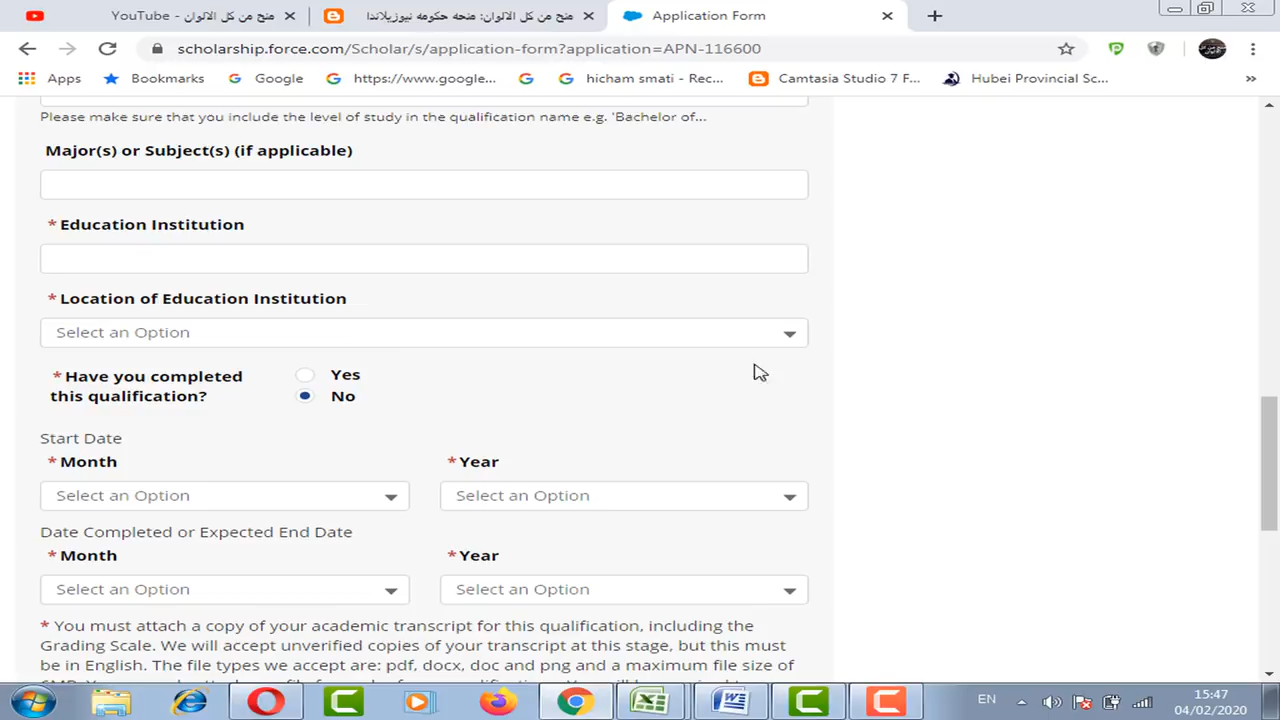 منح من كل الالوان - YouTube
منح من كل الالوان: منحه حكومه نيوزيلاندا
Application Form
scholarship.force.com/Scholar/s/application-form?application=APN-116600
Apps
Bookmarks
Google
https://www.google...
hicham smati - Rec...
Camtasia Studio 7 F...
Hubei Provincial Sc...
»
Please make sure that you include the level of study in the qualification name e.g. 'Bachelor of...
Major(s) or Subject(s) (if applicable)
* Education Institution
* Location of Education Institution
Select an Option
* Have you completed
this qualification?
Yes
No
Start Date
* Month
* Year
Select an Option
Select an Option
Date Completed or Expected End Date
* Month
* Year
Select an Option
Select an Option
* You must attach a copy of your academic transcript for this qualification, including the
Grading Scale. We will accept unverified copies of your transcript at this stage, but this must
be in English. The file types we accept are: pdf, docx, doc and png and a maximum file size of
EN
15:47
04/02/2020